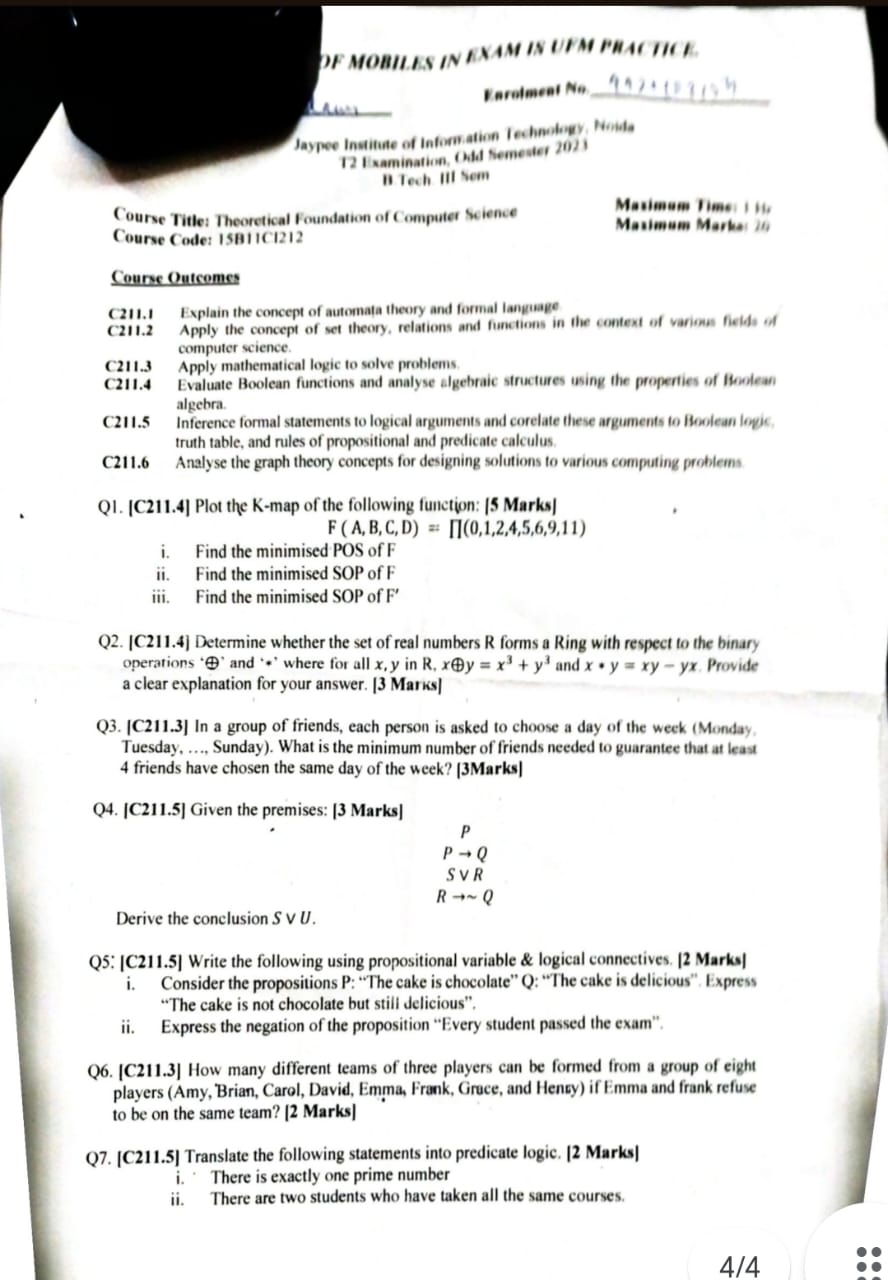 OF MOBILES IN EXAM IS UFM PRACTICE.
Enrolment No.
Jaypee Institute of Information Technology, Noida
T2 Examination, Odd Semester 2023
B Tech III Sem
Course Title: Theoretical Foundation of Computer Science
Maximum Time: 1 Hr
Course Code: 15B11CI212
Maximum Marks: 20
Course Outcomes
C211.1 Explain the concept of automata theory and formal language.
C211.2 Apply the concept of set theory, relations and functions in the context of various fields of
computer science.
C211.3 Apply mathematical logic to solve problems.
C211.4 Evaluate Boolean functions and analyse algebraic structures using the properties of Boolean
algebra.
C211.5 Inference formal statements to logical arguments and corelate these arguments to Boolean logic,
truth table, and rules of propositional and predicate calculus.
C211.6 Analyse the graph theory concepts for designing solutions to various computing problems.
Q1. [C211.4] Plot the K-map of the following function: [5 Marks]
F ( A, B, C, D) = ∏(0,1,2,4,5,6,9,11)
i. Find the minimised POS of F
ii. Find the minimised SOP of F
iii. Find the minimised SOP of F'
Q2. [C211.4] Determine whether the set of real numbers R forms a Ring with respect to the binary
operations '⊕' and '•' where for all x, y in R, x⊕y = x³ + y³ and x • y = xy − yx. Provide
a clear explanation for your answer. [3 Marks]
Q3. [C211.3] In a group of friends, each person is asked to choose a day of the week (Monday,
Tuesday, …, Sunday). What is the minimum number of friends needed to guarantee that at least
4 friends have chosen the same day of the week? [3Marks]
Q4. [C211.5] Given the premises: [3 Marks]
P
P → Q
S ∨ R
R →~ Q
Derive the conclusion S ∨ U.
Q5: [C211.5] Write the following using propositional variable & logical connectives. [2 Marks]
i. Consider the propositions P: "The cake is chocolate" Q: "The cake is delicious". Express
"The cake is not chocolate but still delicious".
ii. Express the negation of the proposition "Every student passed the exam".
Q6. [C211.3] How many different teams of three players can be formed from a group of eight
players (Amy, Brian, Carol, David, Emma, Frank, Grace, and Henry) if Emma and frank refuse
to be on the same team? [2 Marks]
Q7. [C211.5] Translate the following statements into predicate logic. [2 Marks]
i. There is exactly one prime number
ii. There are two students who have taken all the same courses.
4/4